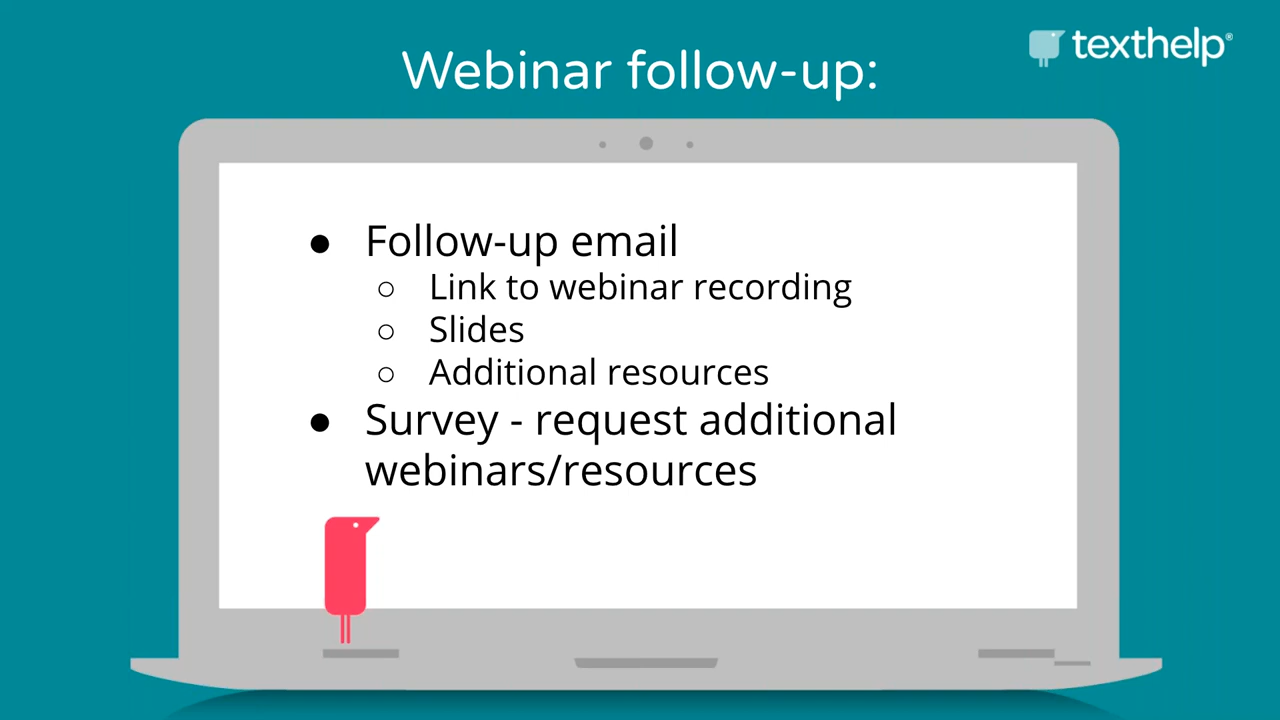 texthelp®
Webinar follow-up:
● Follow-up email
○ Link to webinar recording
○ Slides
○ Additional resources
● Survey - request additional
webinars/resources